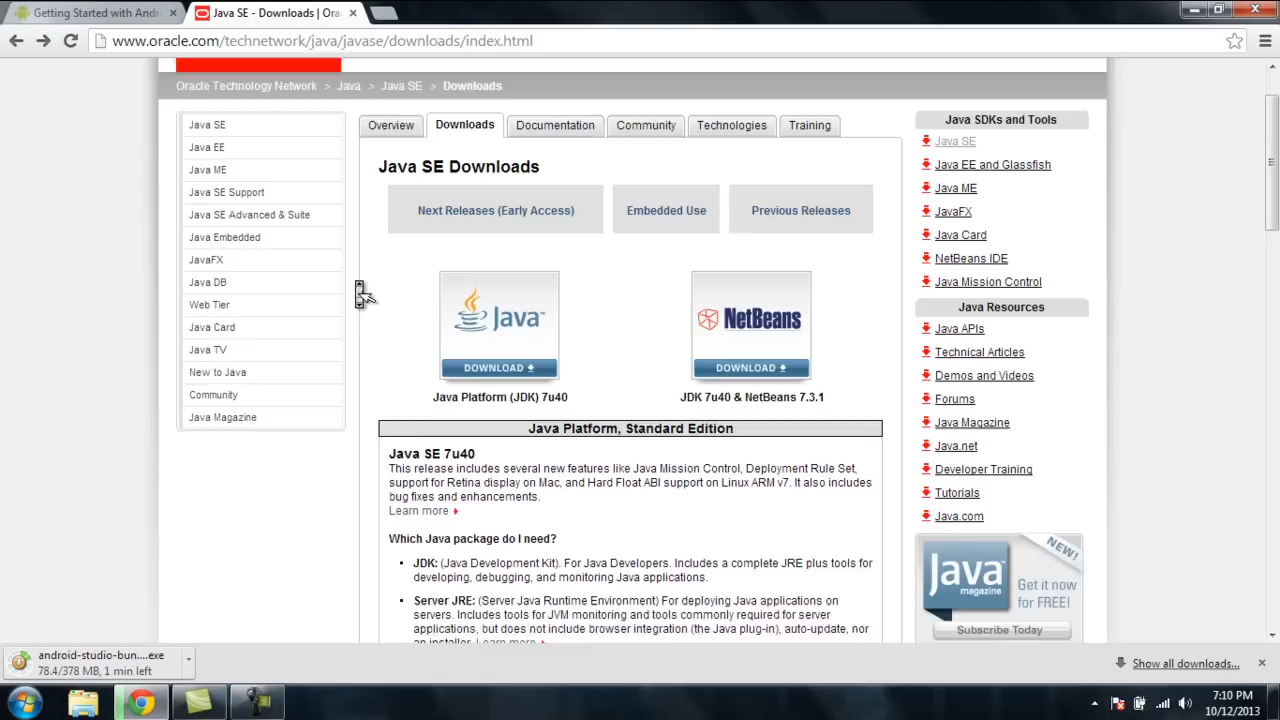 Getting Started with Andr
Java SE - Downloads | Ora
www.oracle.com/technetwork/java/javase/downloads/index.html
Oracle Technology Network > Java > Java SE > Downloads
Java SE
Java EE
Java ME
Java SE Support
Java SE Advanced & Suite
Java Embedded
JavaFX
Java DB
Web Tier
Java Card
Java TV
New to Java
Community
Java Magazine
Overview
Downloads
Documentation
Community
Technologies
Training
Java SE Downloads
Next Releases (Early Access)
Embedded Use
Previous Releases
Java™
DOWNLOAD
Java Platform (JDK) 7u40
NetBeans
DOWNLOAD
JDK 7u40 & NetBeans 7.3.1
Java Platform, Standard Edition
Java SE 7u40
This release includes several new features like Java Mission Control, Deployment Rule Set,
support for Retina display on Mac, and Hard Float ABI support on Linux ARM v7. It also includes
bug fixes and enhancements.
Learn more
Which Java package do I need?
• JDK: (Java Development Kit). For Java Developers. Includes a complete JRE plus tools for
developing, debugging, and monitoring Java applications.
• Server JRE: (Server Java Runtime Environment) For deploying Java applications on
servers. Includes tools for JVM monitoring and tools commonly required for server
applications, but does not include browser integration (the Java plug-in), auto-update, nor
an installer. Learn more
Java SDKs and Tools
Java SE
Java EE and Glassfish
Java ME
JavaFX
Java Card
NetBeans IDE
Java Mission Control
Java Resources
Java APIs
Technical Articles
Demos and Videos
Forums
Java Magazine
Java.net
Developer Training
Tutorials
Java.com
NEW!
Java
magazine
Get it now
for FREE!
Subscribe Today
android-studio-bun....exe
78.4/378 MB, 1 min left
Show all downloads...
7:10 PM
10/12/2013